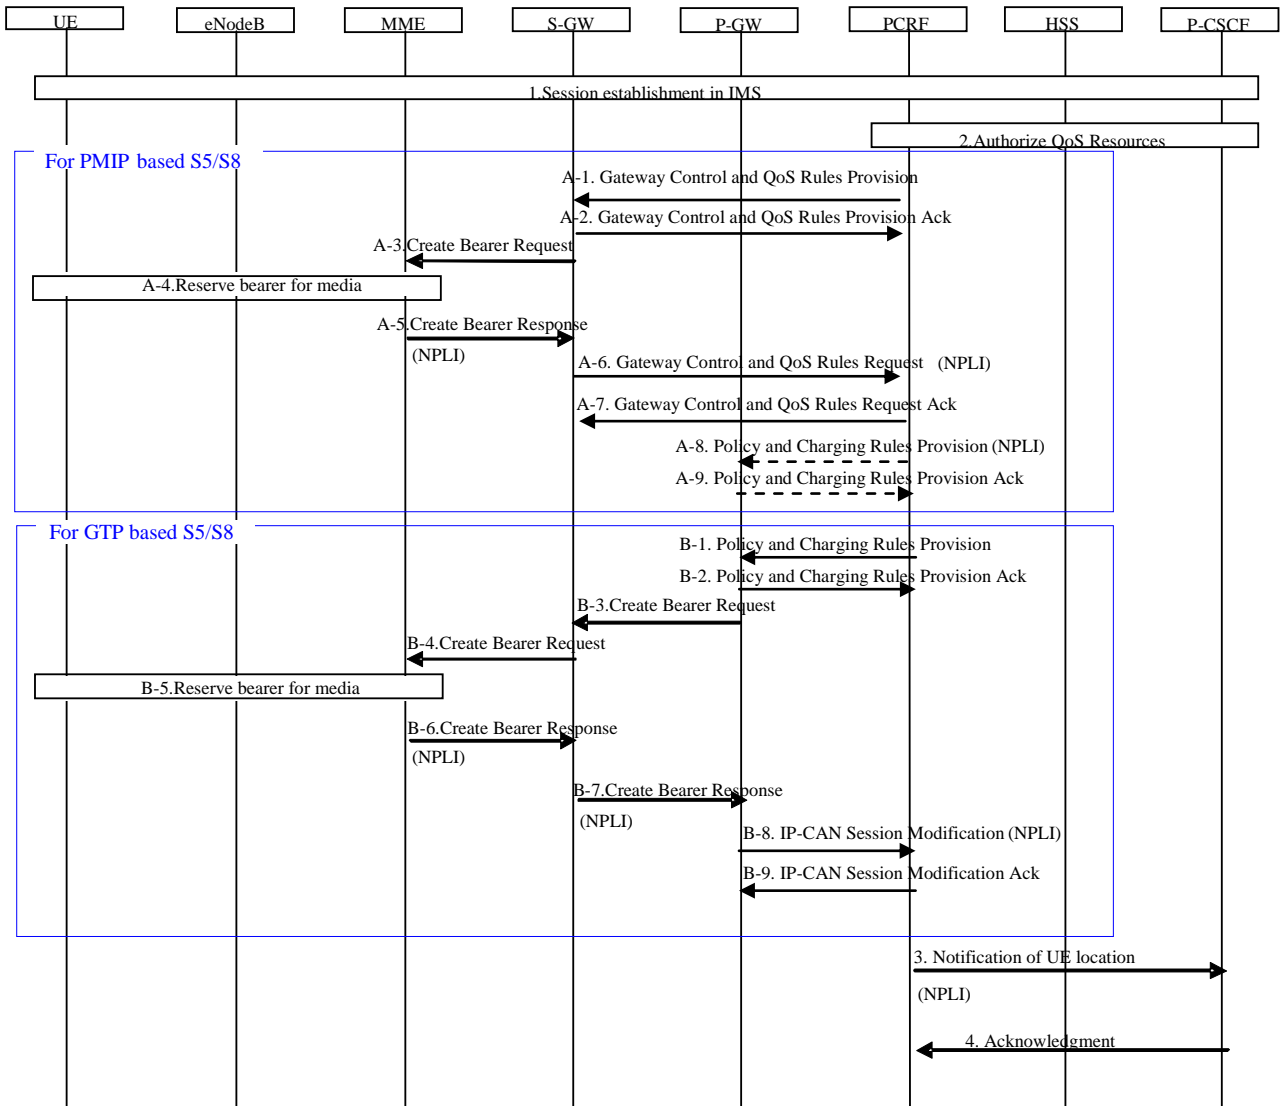 UE eNodeB MME S-GW P-GW PCRF HSS P-CSCF
1.Session establishment in IMS
2.Authorize QoS Resources
For PMIP based S5/S8
A-1. Gateway Control and QoS Rules Provision
A-2. Gateway Control and QoS Rules Provision Ack
A-3.Create Bearer Request
A-4.Reserve bearer for media
A-5.Create Bearer Response
(NPLI)
A-6. Gateway Control and QoS Rules Request (NPLI)
A-7. Gateway Control and QoS Rules Request Ack
A-8. Policy and Charging Rules Provision (NPLI)
A-9. Policy and Charging Rules Provision Ack
For GTP based S5/S8
B-1. Policy and Charging Rules Provision
B-2. Policy and Charging Rules Provision Ack
B-3.Create Bearer Request
B-4.Create Bearer Request
B-5.Reserve bearer for media
B-6.Create Bearer Response
(NPLI)
B-7.Create Bearer Response
(NPLI)
B-8. IP-CAN Session Modification (NPLI)
B-9. IP-CAN Session Modification Ack
3. Notification of UE location
(NPLI)
4. Acknowledgment